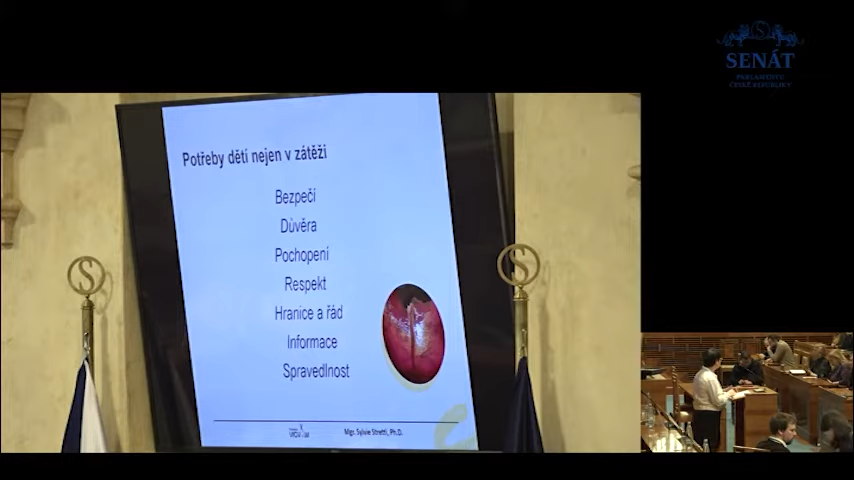 SENÁT
PARLAMENTU
ČESKÉ REPUBLIKY
Potřeby dětí nejen v zátěži
Bezpečí
Důvěra
Pochopení
Respekt
Hranice a řád
Informace
Spravedlnost
Mgr. Sylvie Stretti, Ph.D.
S
S